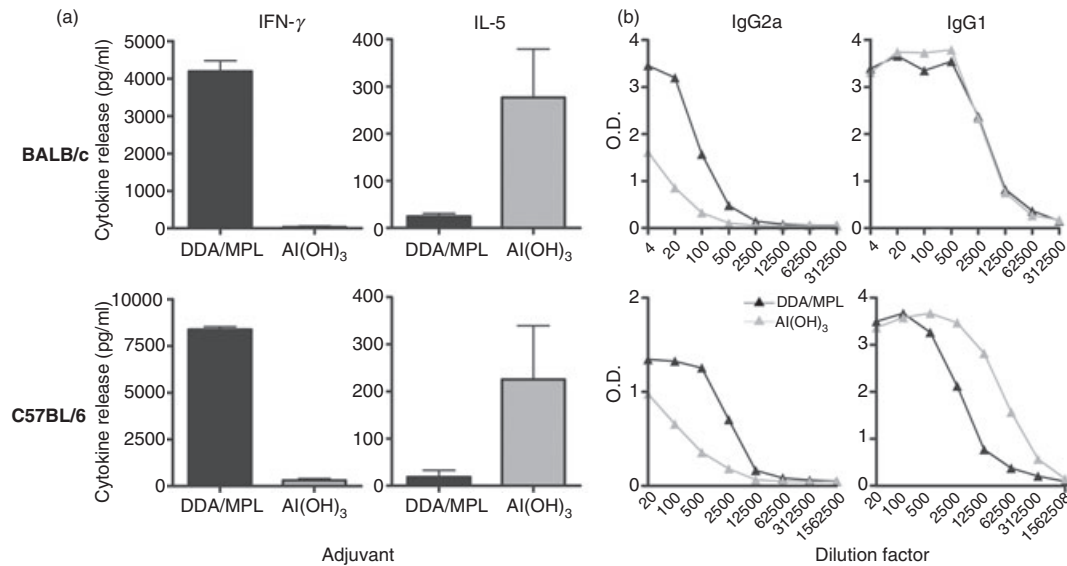 (a)
IFN-γ
IL-5
(b)
IgG2a
IgG1
BALB/c
Cytokine release (pg/ml)
5000
4000
3000
2000
1000
0
DDA/MPL
Al(OH)3
400
300
200
100
0
DDA/MPL
Al(OH)3
O.D.
4
3
2
1
0
4
20
100
500
2500
12500
62500
312500
4
3
2
1
0
4
20
100
500
2500
12500
62500
312500
C57BL/6
Cytokine release (pg/ml)
10000
7500
5000
2500
0
DDA/MPL
Al(OH)3
400
300
200
100
0
DDA/MPL
Al(OH)3
O.D.
2
1
0
20
100
500
2500
12500
62500
312500
1562500
DDA/MPL
Al(OH)3
4
3
2
1
0
20
100
500
2500
12500
62500
312500
Adjuvant
Dilution factor